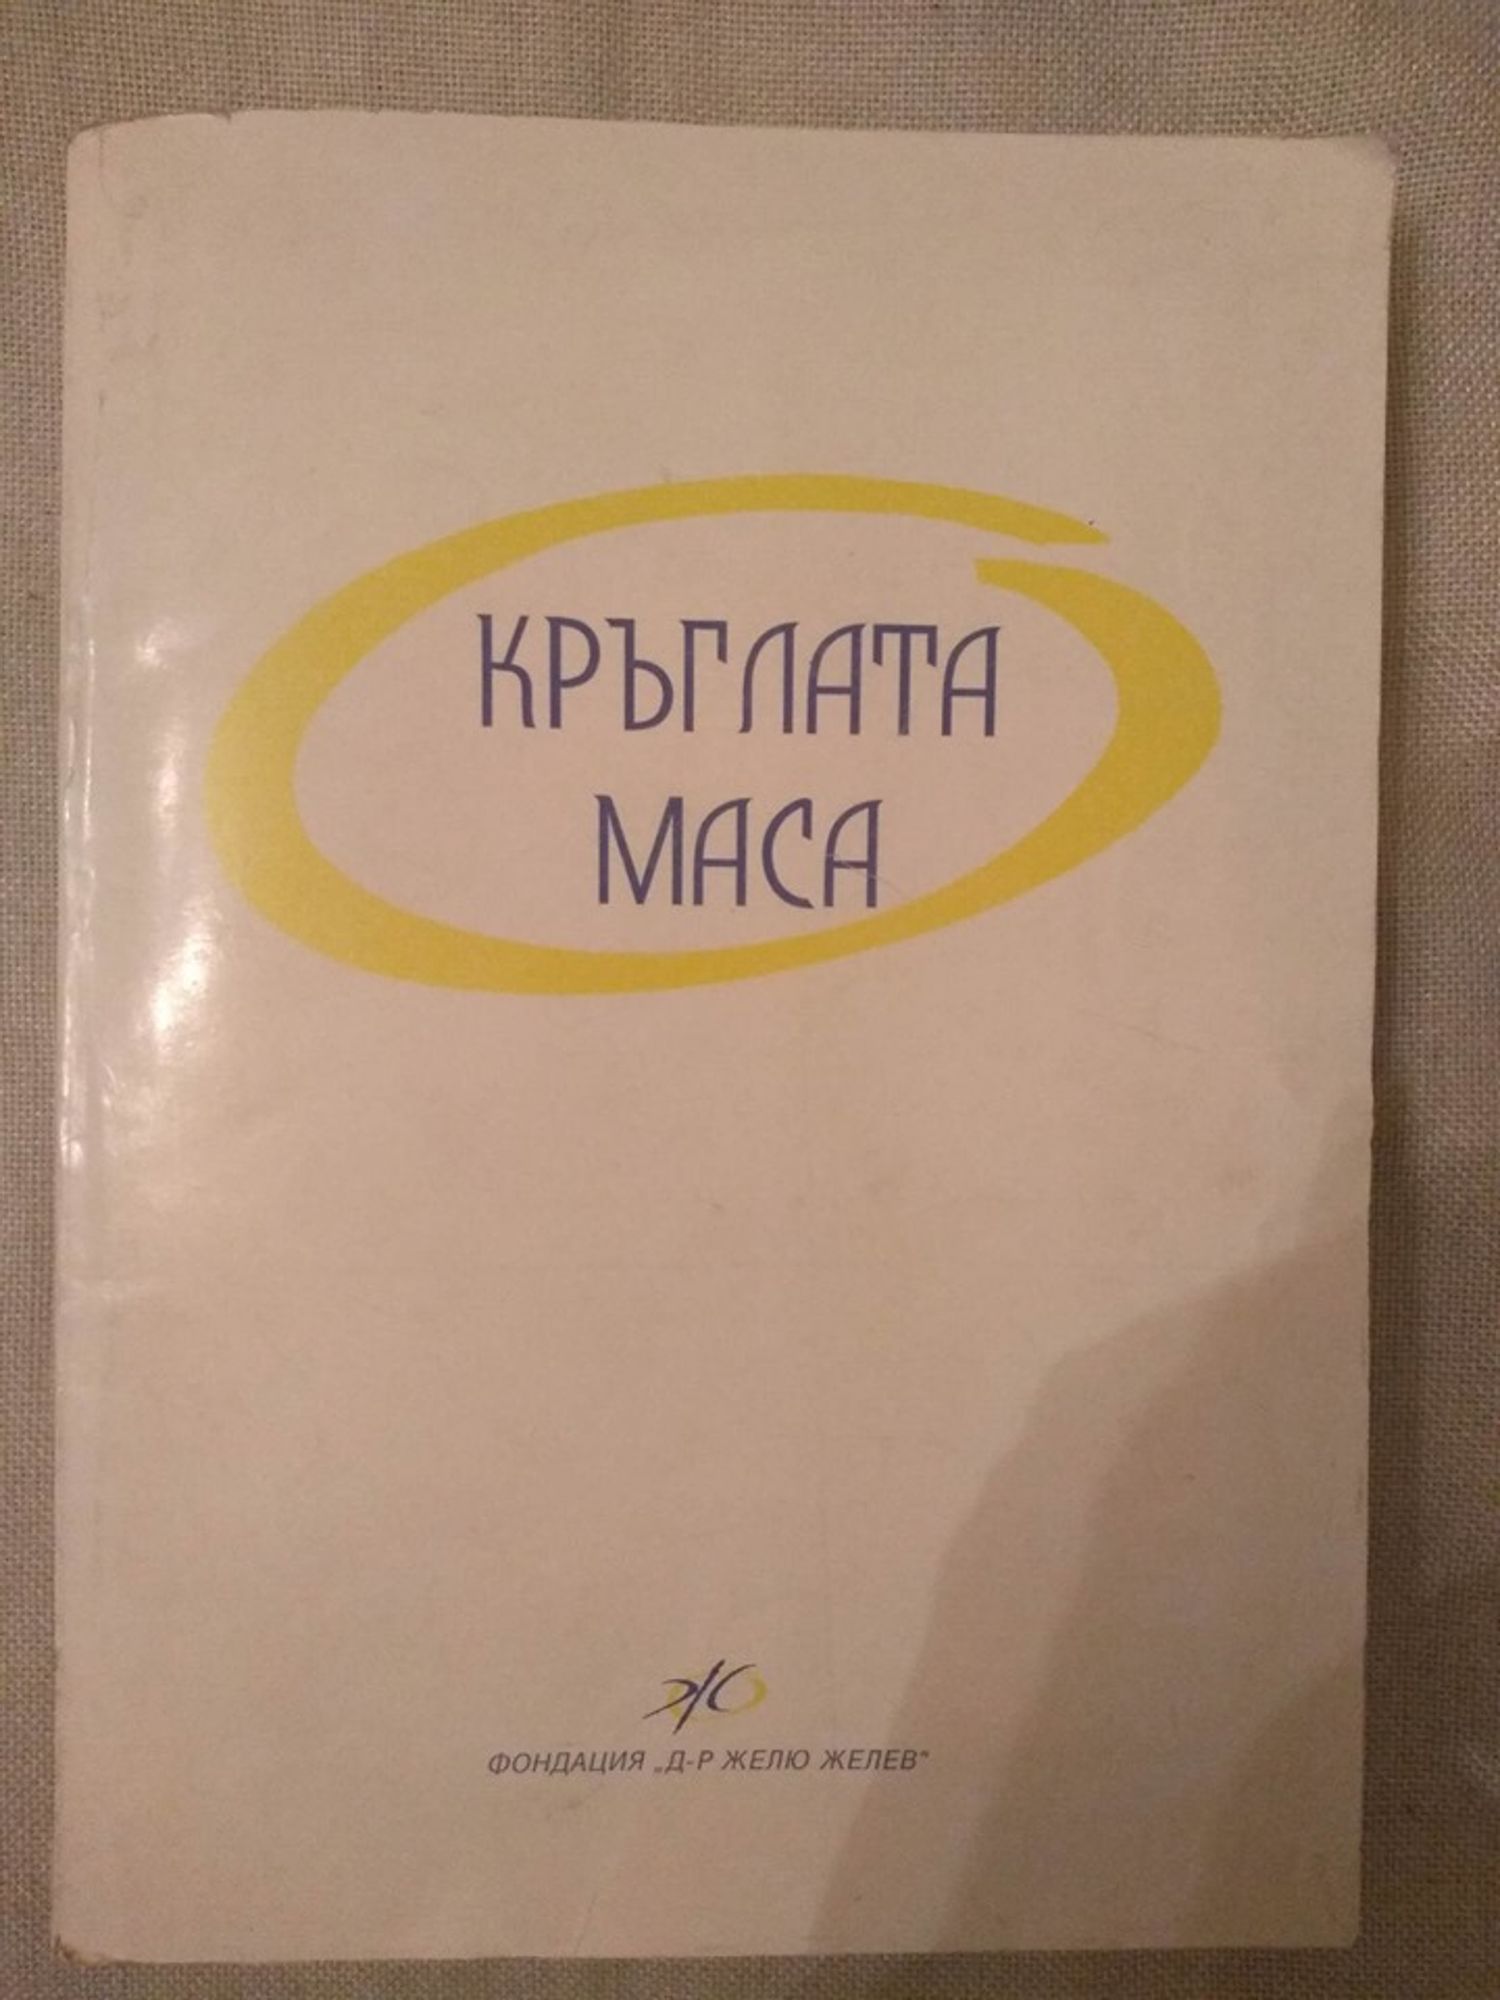 КРЪГЛАТА
МАСА
ФОНДАЦИЯ „Д-Р ЖЕЛЮ ЖЕЛЕВ“